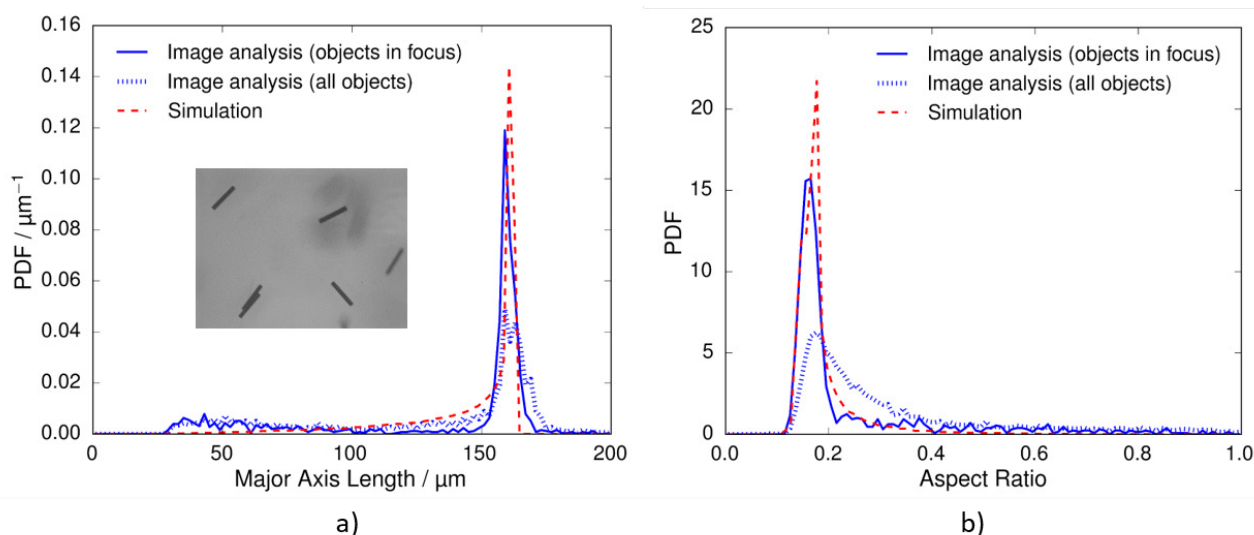 0.16
0.14
0.12
0.10
0.08
0.06
0.04
0.02
0.00
PDF / µm⁻¹
Image analysis (objects in focus)
Image analysis (all objects)
Simulation
0
50
100
150
200
Major Axis Length / µm
a)
25
20
15
10
5
0
PDF
Image analysis (objects in focus)
Image analysis (all objects)
Simulation
0.0
0.2
0.4
0.6
0.8
1.0
Aspect Ratio
b)